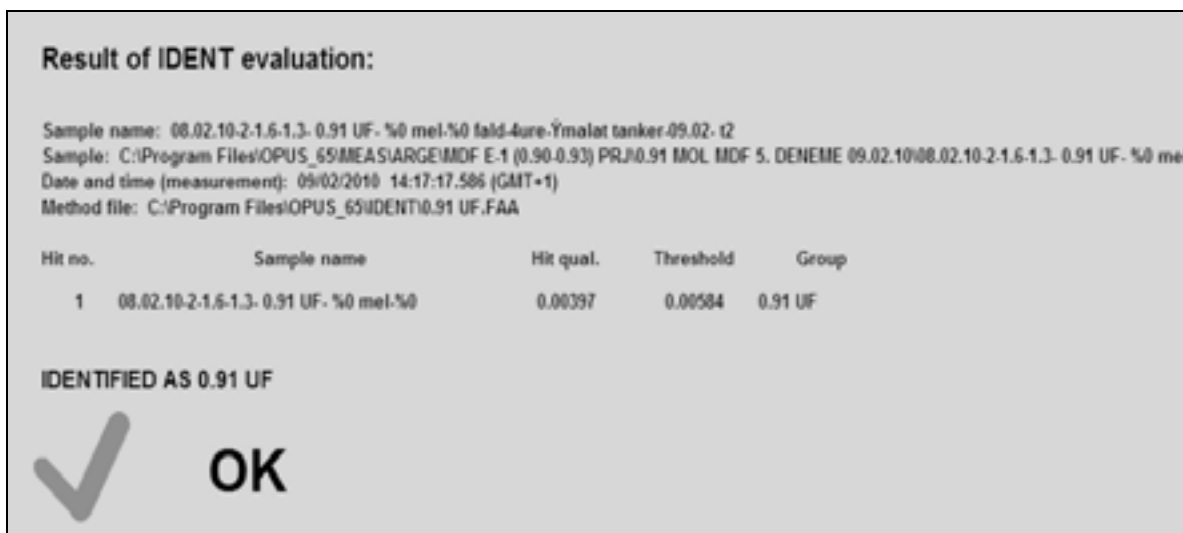 Result of IDENT evaluation:
Sample name: 08.02.10-2-1.6-1.3- 0.91 UF- %0 mel-%0 fald-4ure-Ýmalat tanker-09.02- t2
Sample: C:\Program Files\OPUS_65\MEAS\ARGE\MDF E-1 (0.90-0.93) PRJ\0.91 MOL MDF 5. DENEME 09.02.10\08.02.10-2-1.6-1.3- 0.91 UF- %0 me
Date and time (measurement): 09/02/2010 14:17:17.586 (GMT+1)
Method file: C:\Program Files\OPUS_65\IDENT\0.91 UF.FAA
Hit no. Sample name Hit qual. Threshold Group
1 08.02.10-2-1.6-1.3- 0.91 UF- %0 mel-%0 0.00397 0.00584 0.91 UF
IDENTIFIED AS 0.91 UF
OK